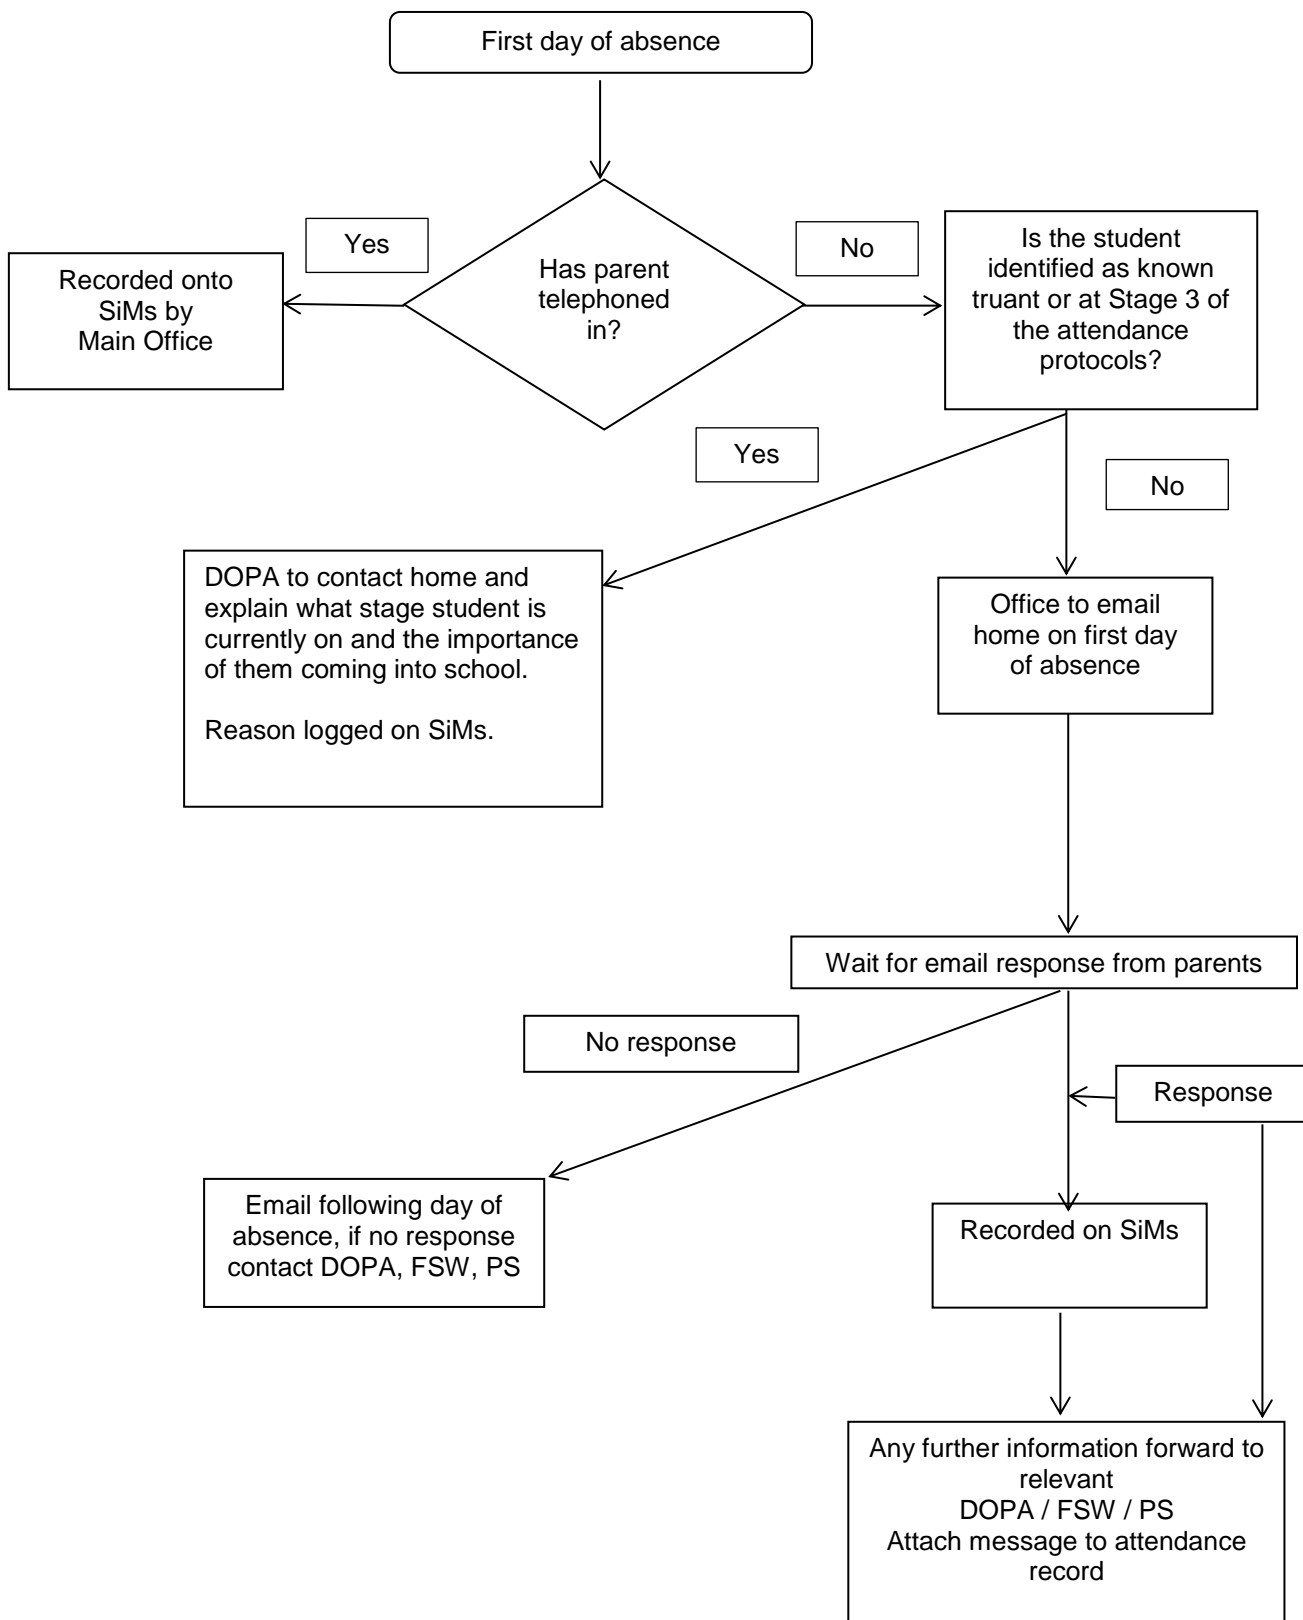 First day of absence
Yes
No
Is the student
identified as known
truant or at Stage 3 of
the attendance
protocols?
Recorded onto
SiMs by
Main Office
Has parent
telephoned
in?
Yes
No
DOPA to contact home and
explain what stage student is
currently on and the importance
of them coming into school.
Reason logged on SiMs.
Office to email
home on first day
of absence
Wait for email response from parents
No response
Response
Email following day of
absence, if no response
contact DOPA, FSW, PS
Recorded on SiMs
Any further information forward to
relevant
DOPA / FSW / PS
Attach message to attendance
record